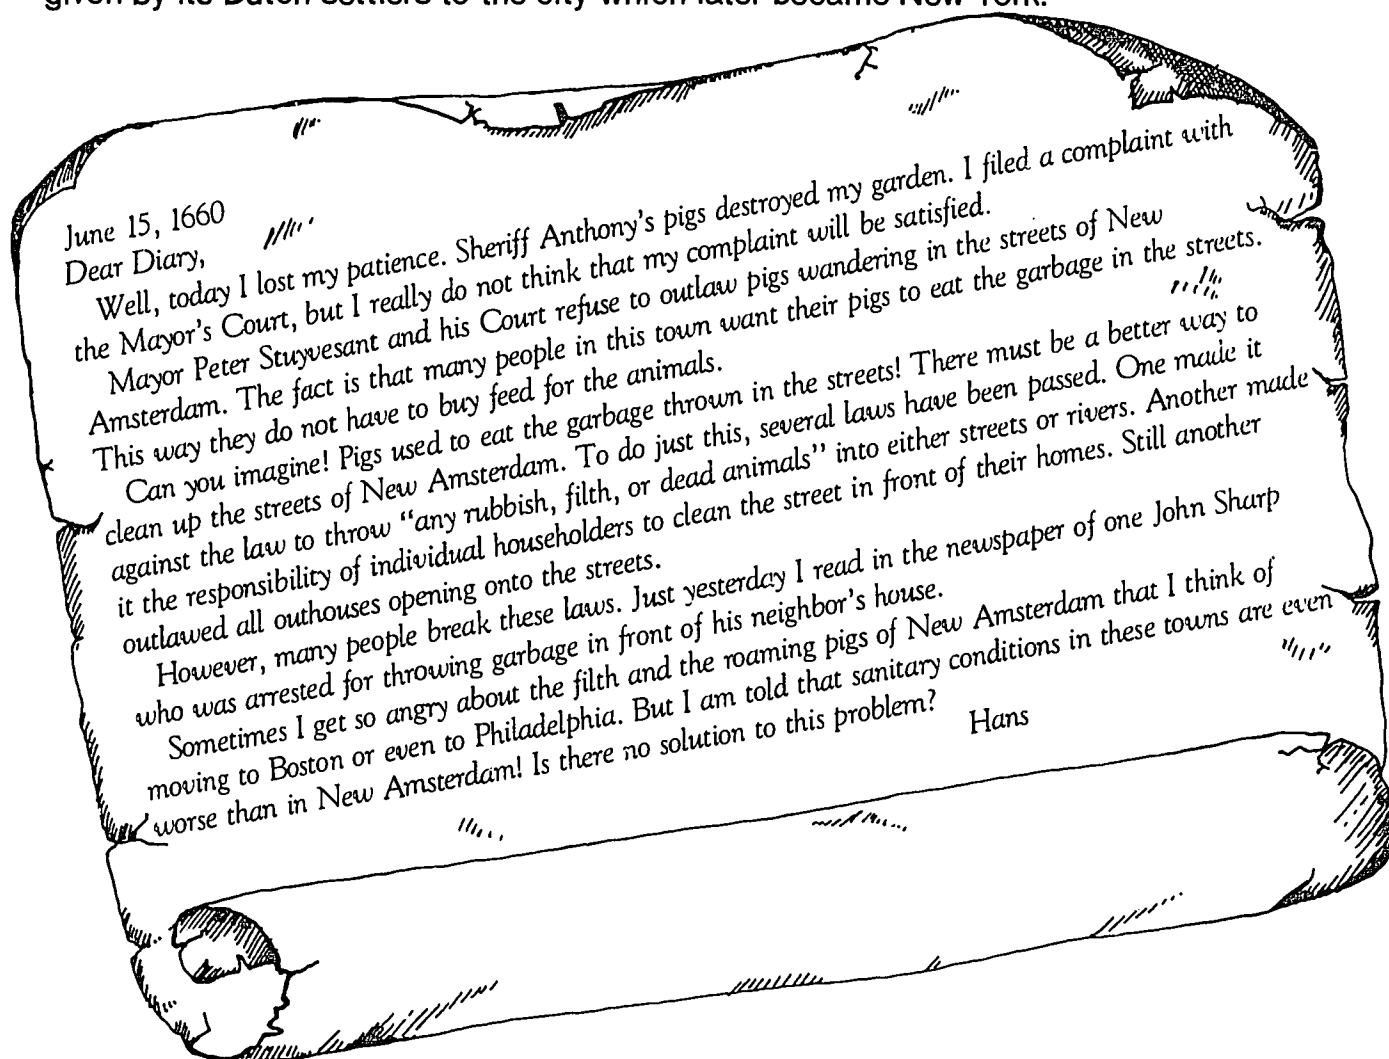 given by its Dutch settlers to the city which later became New York.
June 15, 1660
Dear Diary,
Well, today I lost my patience. Sheriff Anthony's pigs destroyed my garden. I filed a complaint with
the Mayor's Court, but I really do not think that my complaint will be satisfied.
Mayor Peter Stuyvesant and his Court refuse to outlaw pigs wandering in the streets of New
Amsterdam. The fact is that many people in this town want their pigs to eat the garbage in the streets.
This way they do not have to buy feed for the animals.
Can you imagine! Pigs used to eat the garbage thrown in the streets! There must be a better way to
clean up the streets of New Amsterdam. To do just this, several laws have been passed. One made it
against the law to throw "any rubbish, filth, or dead animals" into either streets or rivers. Another made
it the responsibility of individual householders to clean the street in front of their homes. Still another
outlawed all outhouses opening onto the streets.
However, many people break these laws. Just yesterday I read in the newspaper of one John Sharp
who was arrested for throwing garbage in front of his neighbor's house.
Sometimes I get so angry about the filth and the roaming pigs of New Amsterdam that I think of
moving to Boston or even to Philadelphia. But I am told that sanitary conditions in these towns are even
worse than in New Amsterdam! Is there no solution to this problem?
Hans